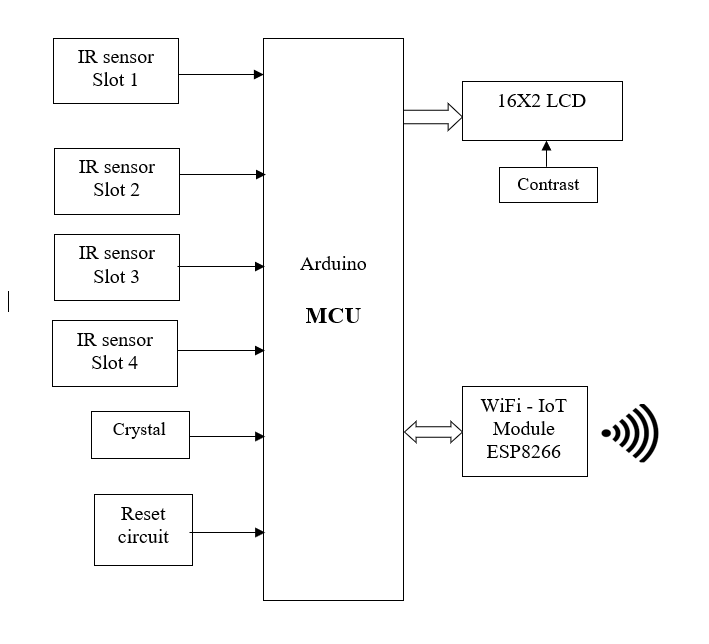 IR sensor
Slot 1
IR sensor
Slot 2
IR sensor
Slot 3
IR sensor
Slot 4
Crystal
Reset
circuit
Arduino
MCU
16X2 LCD
Contrast
WiFi - IoT
Module
ESP8266